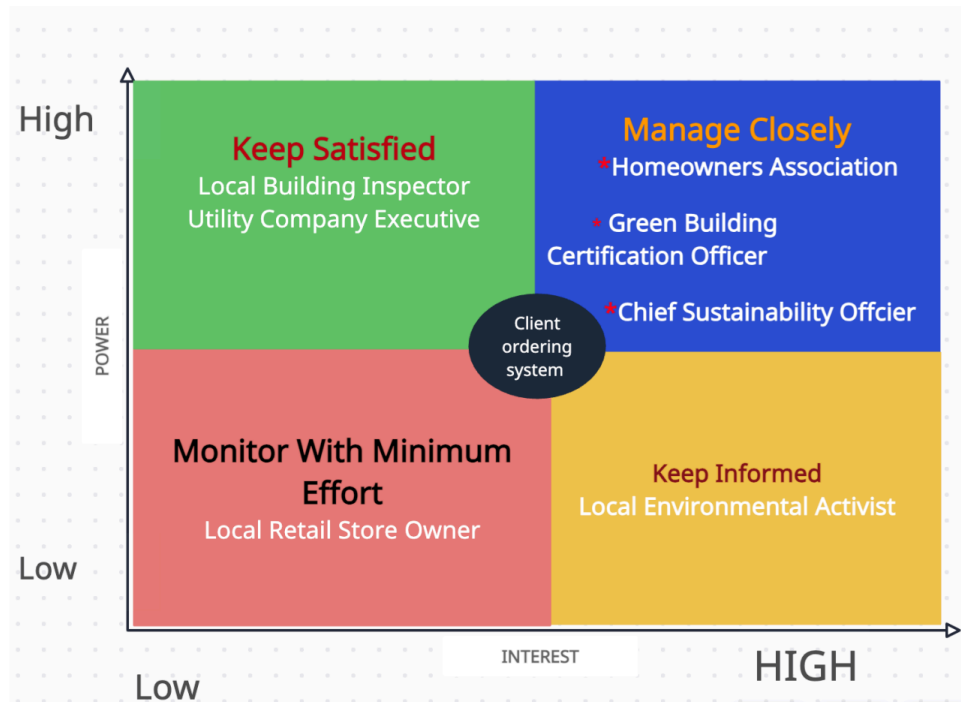 High
Keep Satisfied
Local Building Inspector
Utility Company Executive
Manage Closely
*Homeowners Association
* Green Building
Certification Officer
*Chief Sustainability Offcier
Client
ordering
system
POWER
Monitor With Minimum
Effort
Local Retail Store Owner
Keep Informed
Local Environmental Activist
Low
INTEREST
HIGH
Low